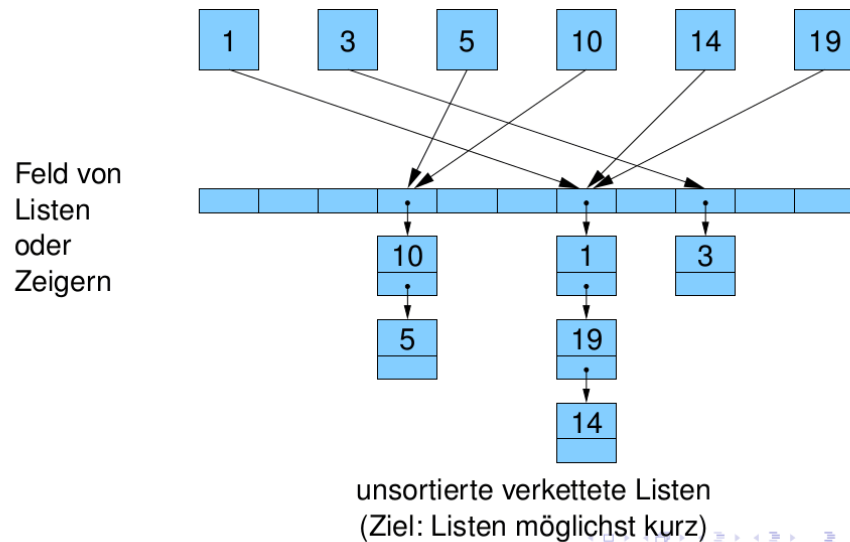 1 3 5 10 14 19
Feld von
Listen
oder
Zeigern
10 1 3
5 19
14
unsortierte verkettete Listen
(Ziel: Listen möglichst kurz)